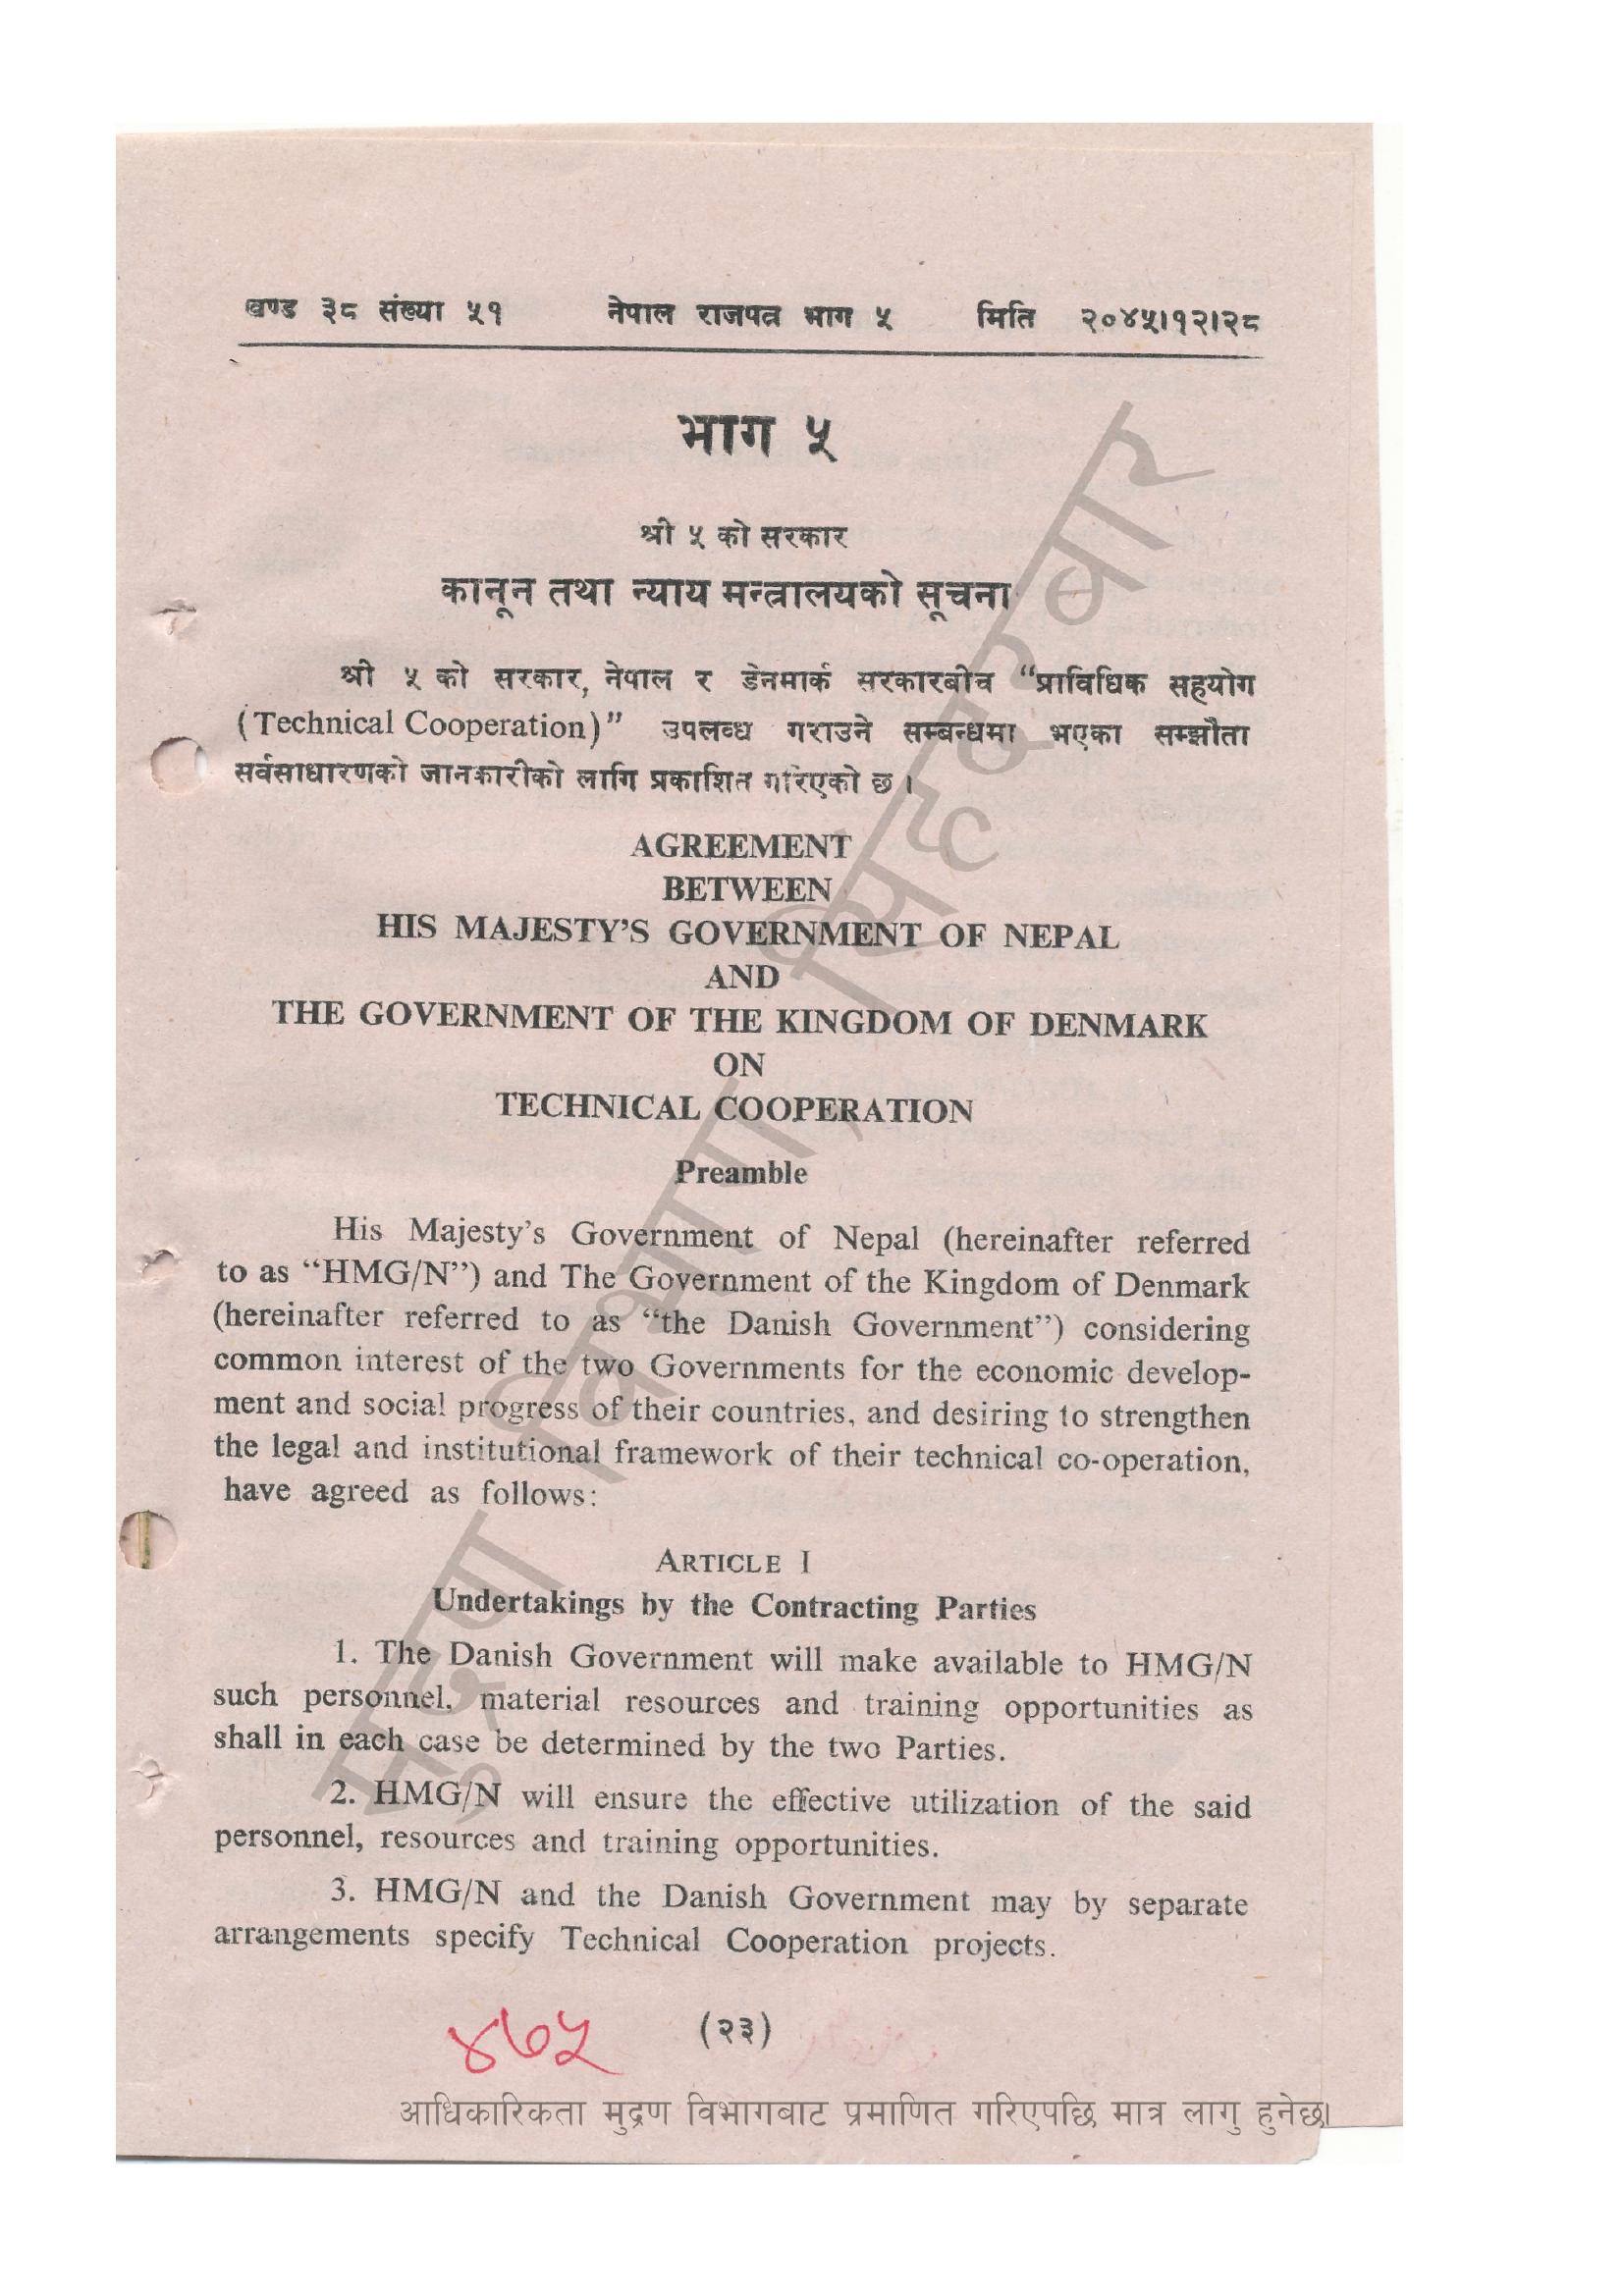 खण्ड ३८ संख्या ५१ नेपाल राजपत्र भाग ५ मिति २०४५।१२।२८
भाग ५
श्री ५ को सरकार
कानून तथा न्याय मन्त्रालयको सूचना
श्री ५ को सरकार, नेपाल र डेनमार्क सरकारबीच “प्राविधिक सहयोग
(Technical Cooperation)” उपलब्ध गराउने सम्बन्धमा भएका सम्झौता
सर्वसाधारणको जानकारीको लागि प्रकाशित गरिएको छ ।
AGREEMENT
BETWEEN
HIS MAJESTY’S GOVERNMENT OF NEPAL
AND
THE GOVERNMENT OF THE KINGDOM OF DENMARK
ON
TECHNICAL COOPERATION
Preamble
His Majesty’s Government of Nepal (hereinafter referred
to as “HMG/N”) and The Government of the Kingdom of Denmark
(hereinafter referred to as “the Danish Government”) considering
common interest of the two Governments for the economic develop-
ment and social progress of their countries, and desiring to strengthen
the legal and institutional framework of their technical co-operation,
have agreed as follows:
ARTICLE I
Undertakings by the Contracting Parties
1. The Danish Government will make available to HMG/N
such personnel, material resources and training opportunities as
shall in each case be determined by the two Parties.
2. HMG/N will ensure the effective utilization of the said
personnel, resources and training opportunities.
3. HMG/N and the Danish Government may by separate
arrangements specify Technical Cooperation projects.
४७५ (२३)
मुद्रण विभाग, सिंहदरबार
आधिकारिकता मुद्रण विभागबाट प्रमाणित गरिएपछि मात्र लागु हुनेछ।